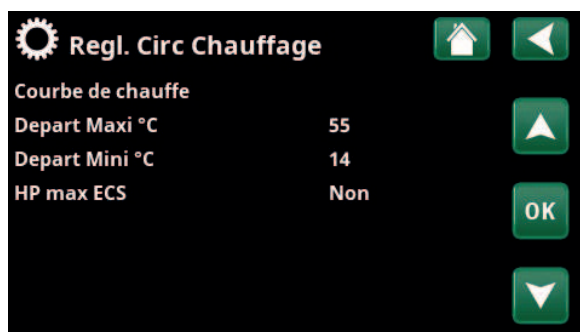 Regl. Circ Chauffage
Courbe de chauffe
Depart Maxi °C 55
Depart Mini °C 14
HP max ECS Non
OK